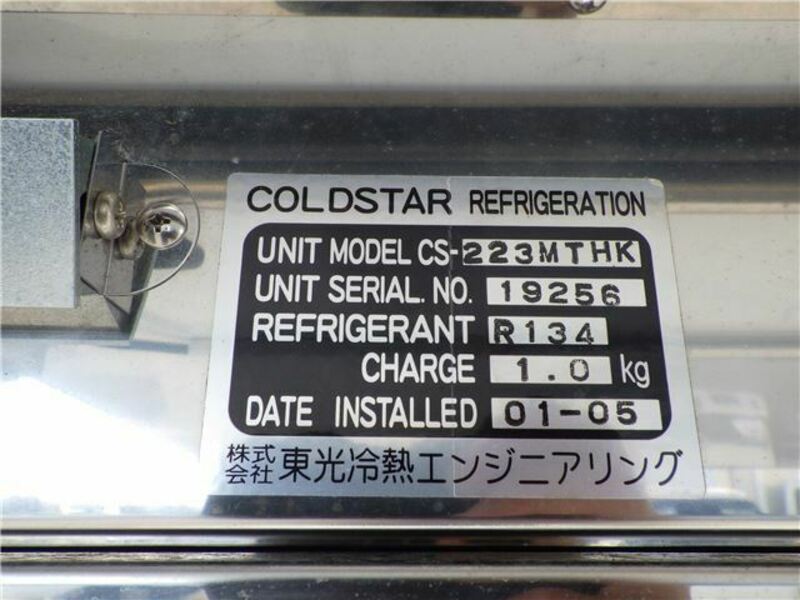 COLDSTAR REFRIGERATION
UNIT MODEL CS-223MTHK
UNIT SERIAL. NO. 19256
REFRIGERANT R134
CHARGE 1.0 kg
DATE INSTALLED 01-05
株式会社 東光冷熱エンジニアリング